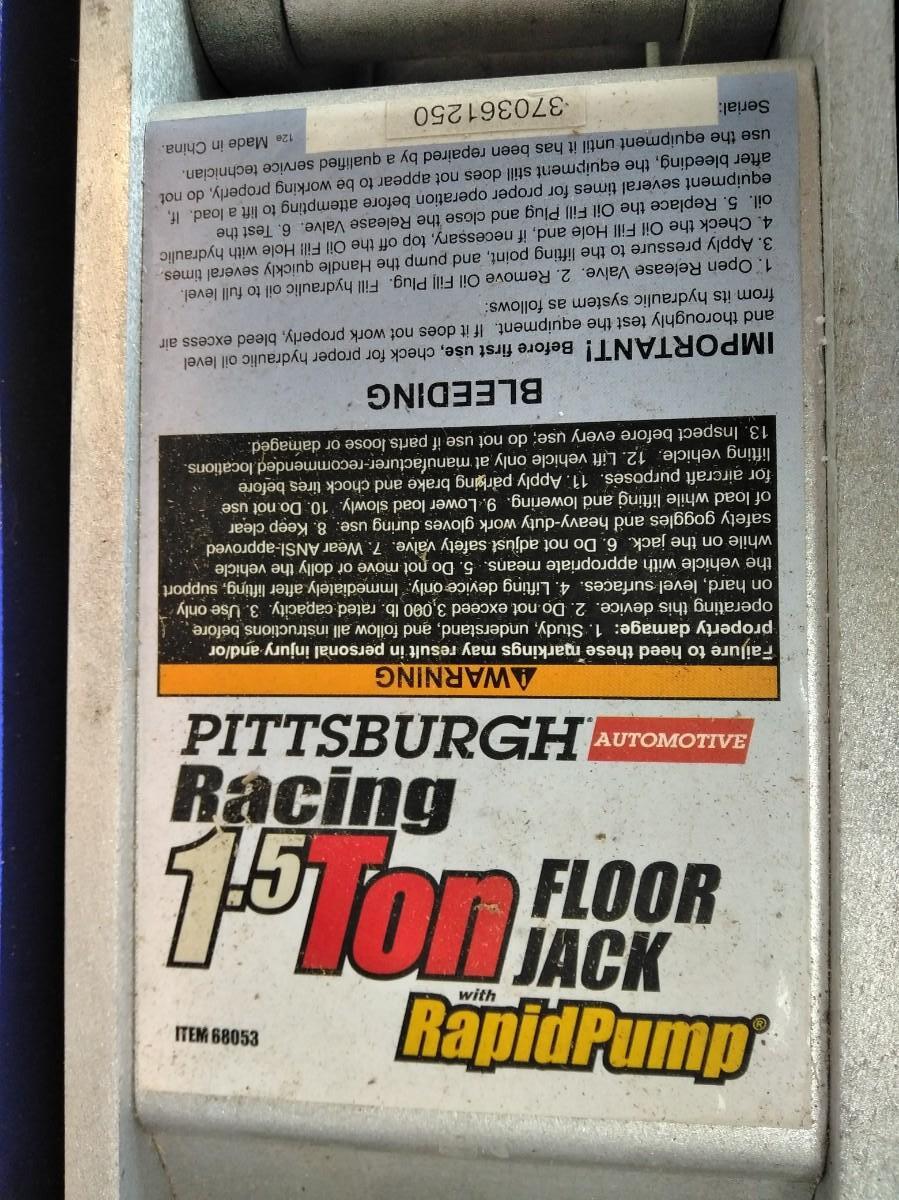 PITTSBURGH® AUTOMOTIVE
Racing
1.5 Ton FLOOR
JACK
with
RapidPump®
ITEM 68053
⚠WARNING
Failure to heed these markings may result in personal injury and/or
property damage: 1. Study, understand, and follow all instructions before
operating this device. 2. Do not exceed 3,000 lb. rated capacity. 3. Use only
on hard, level surfaces. 4. Lifting device only. Immediately after lifting, support
the vehicle with appropriate means. 5. Do not move or dolly the vehicle
while on the jack. 6. Do not adjust safety valve. 7. Wear ANSI-approved
safety goggles and heavy-duty work gloves during use. 8. Keep clear
of load while lifting and lowering. 9. Lower load slowly. 10. Do not use
for aircraft purposes. 11. Apply parking brake and chock tires before
lifting vehicle. 12. Lift vehicle only at manufacturer-recommended locations.
13. Inspect before every use; do not use if parts loose or damaged.
BLEEDING
IMPORTANT! Before first use, check for proper hydraulic oil level
and thoroughly test the equipment. If it does not work properly, bleed excess air
from its hydraulic system as follows:
1. Open Release Valve. 2. Remove Oil Fill Plug. Fill hydraulic oil to full level.
3. Apply pressure to the lifting point, and pump the Handle quickly several times.
4. Check the Oil Fill Hole and, if necessary, top off the Oil Fill Hole with hydraulic
oil. 5. Replace the Oil Fill Plug and close the Release Valve. 6. Test the
equipment several times for proper operation before attempting to lift a load. If,
after bleeding, the equipment still does not appear to be working properly, do not
use the equipment until it has been repaired by a qualified service technician.
Serial: 370361250 12e Made in China.